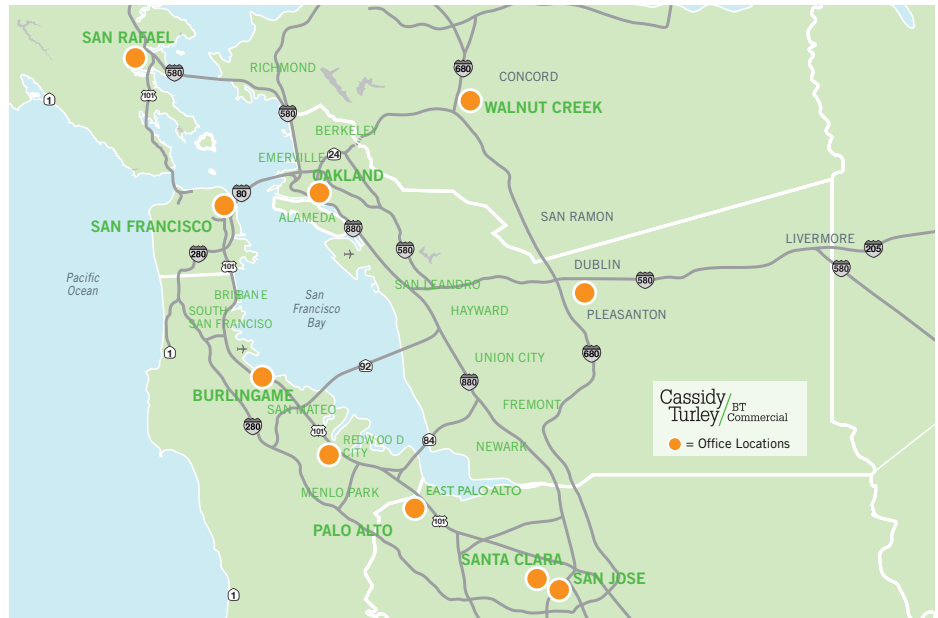 SAN RAFAEL
580
RICHMOND
680
CONCORD
1
101
WALNUT CREEK
580
BERKELEY
EMERVILLE
24
OAKLAND
80
SAN FRANCISCO
ALAMEDA
880
SAN RAMON
LIVERMORE
205
280
101
580
DUBLIN
580
580
Pacific
Ocean
SAN LEANDRO
BRISBANE
San
Francisco
Bay
SOUTH
SAN FRANCISO
HAYWARD
PLEASANTON
1
680
UNION CITY
92
880
BURLINGAME
SAN MATEO
FREMONT
Cassidy
Turley
BT
Commercial
= Office Locations
280
101
REDWOOD
CITY
84
NEWARK
MENLO PARK
EAST PALO ALTO
PALO ALTO
101
SANTA CLARA
SAN JOSE
1